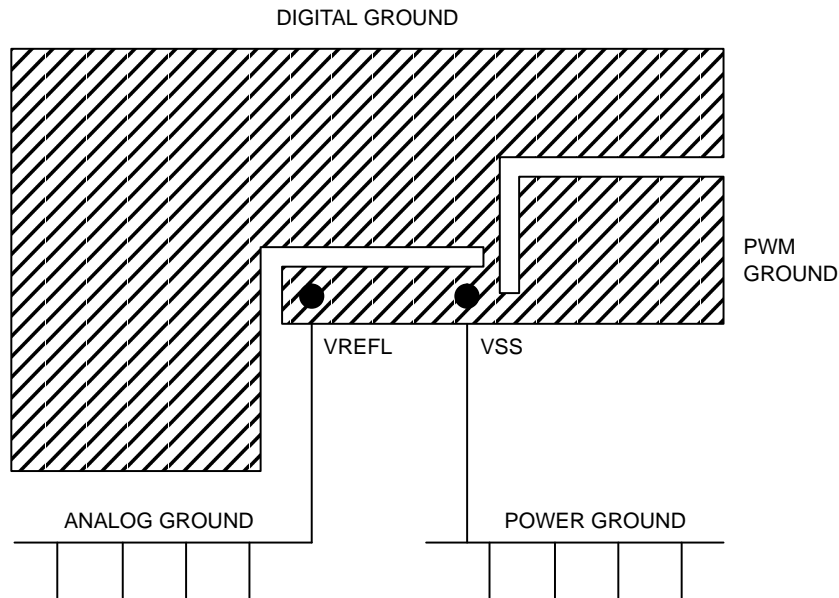 DIGITAL GROUND
PWM
GROUND
VREFL
VSS
ANALOG GROUND
POWER GROUND